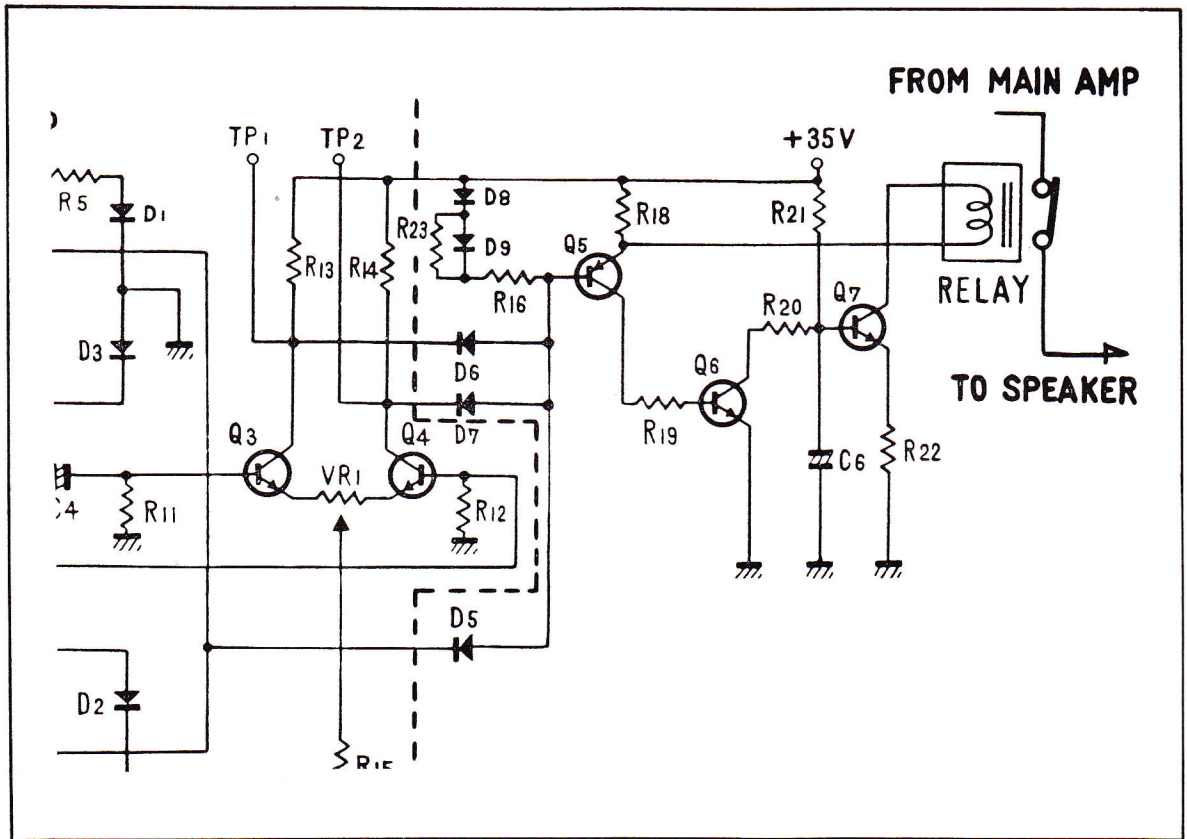 FROM MAIN AMP
TP1
TP2
+35V
R5
D1
D8
R18
R21
R23
D9
Q5
R13
R14
R16
RELAY
R20
Q7
D3
D6
Q6
TO SPEAKER
D7
R19
Q3
Q4
VR1
C6
R22
R11
R12
D5
D2